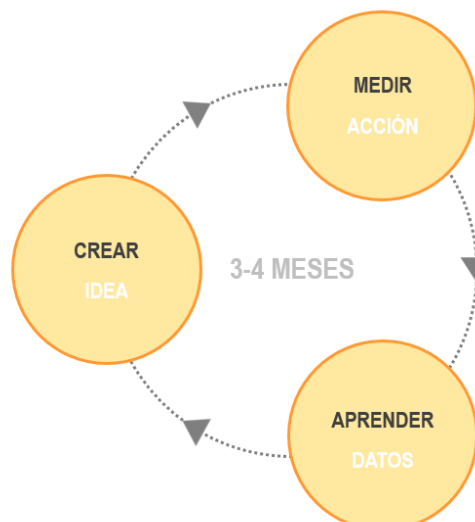 MEDIR
ACCIÓN
CREAR
IDEA
3-4 MESES
APRENDER
DATOS